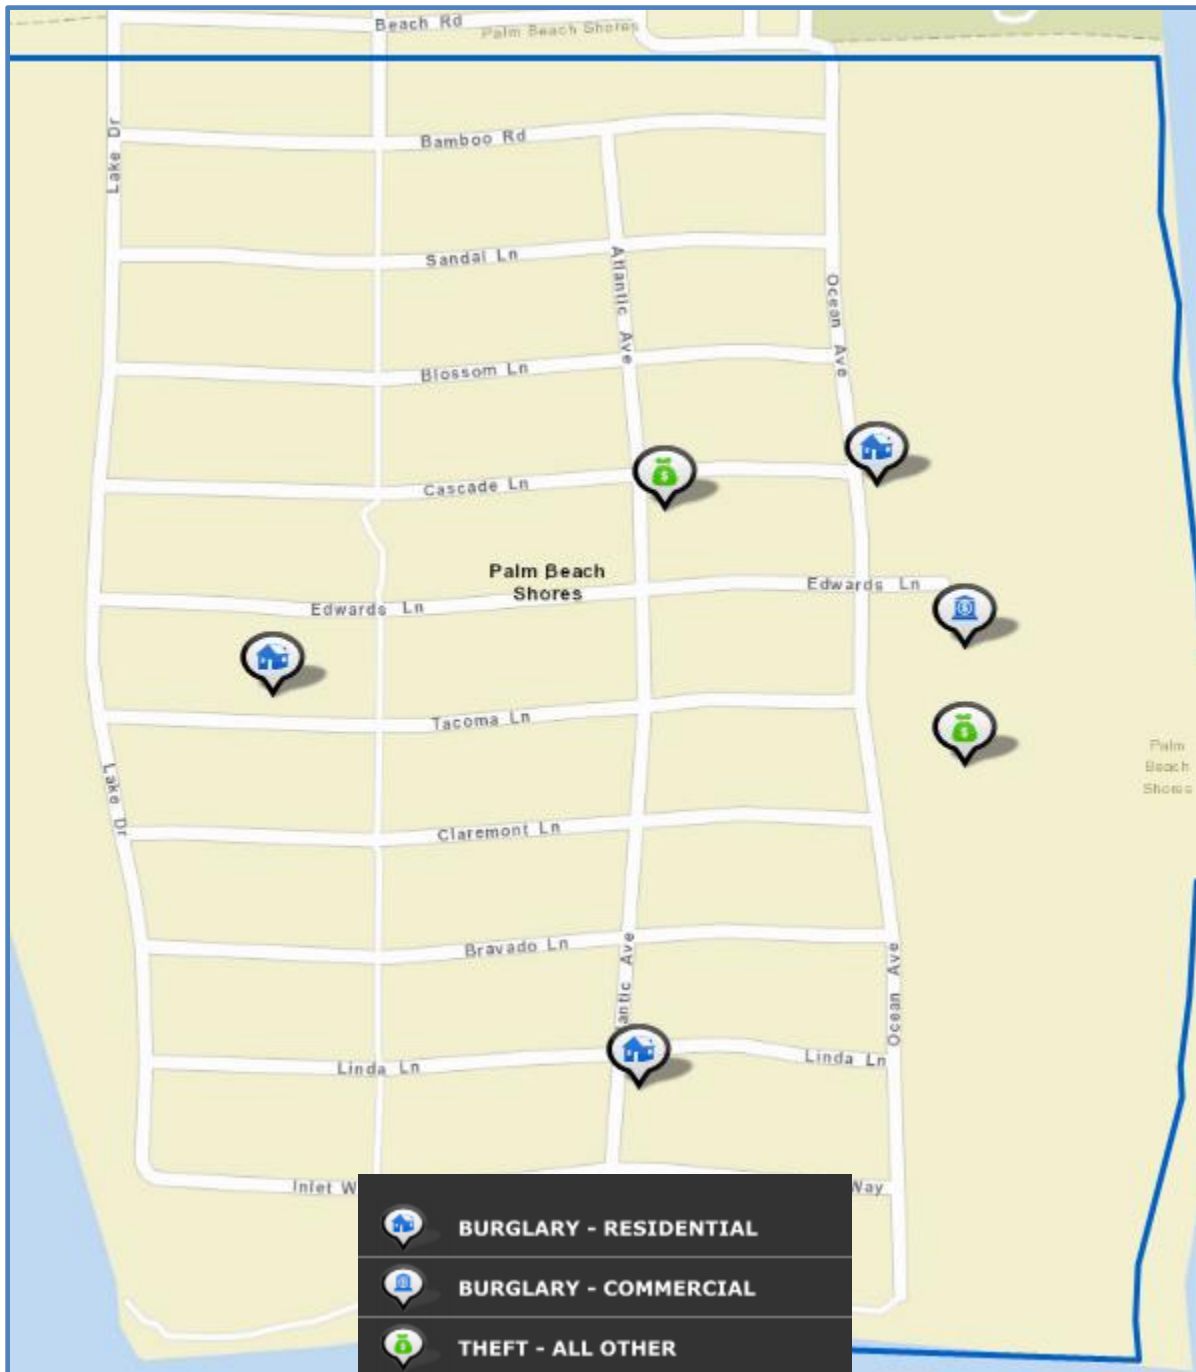 Beach Rd
Palm Beach Shores
Lake Dr
Bamboo Rd
Sandal Ln
Atlantic Ave
Ocean Ave
Blossom Ln
Cascade Ln
Palm Beach
Shores
Edwards Ln
Edwards Ln
Tacoma Ln
Palm
Beach
Shores
Lake Dr
Claremont Ln
Bravado Ln
antic Ave
Ocean Ave
Linda Ln
Linda Ln
Inlet W
Way
BURGLARY - RESIDENTIAL
BURGLARY - COMMERCIAL
THEFT - ALL OTHER